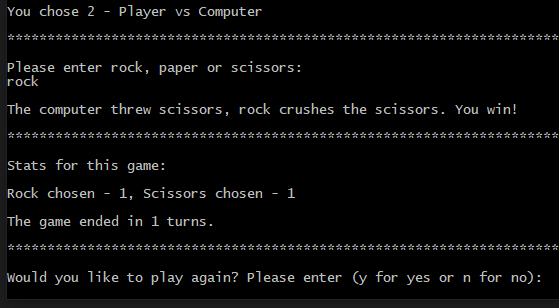 You chose 2 - Player vs Computer
*********************************************************************
Please enter rock, paper or scissors:
rock
The computer threw scissors, rock crushes the scissors. You win!
*********************************************************************
Stats for this game:
Rock chosen - 1, Scissors chosen - 1
The game ended in 1 turns.
*********************************************************************
Would you like to play again? Please enter (y for yes or n for no):